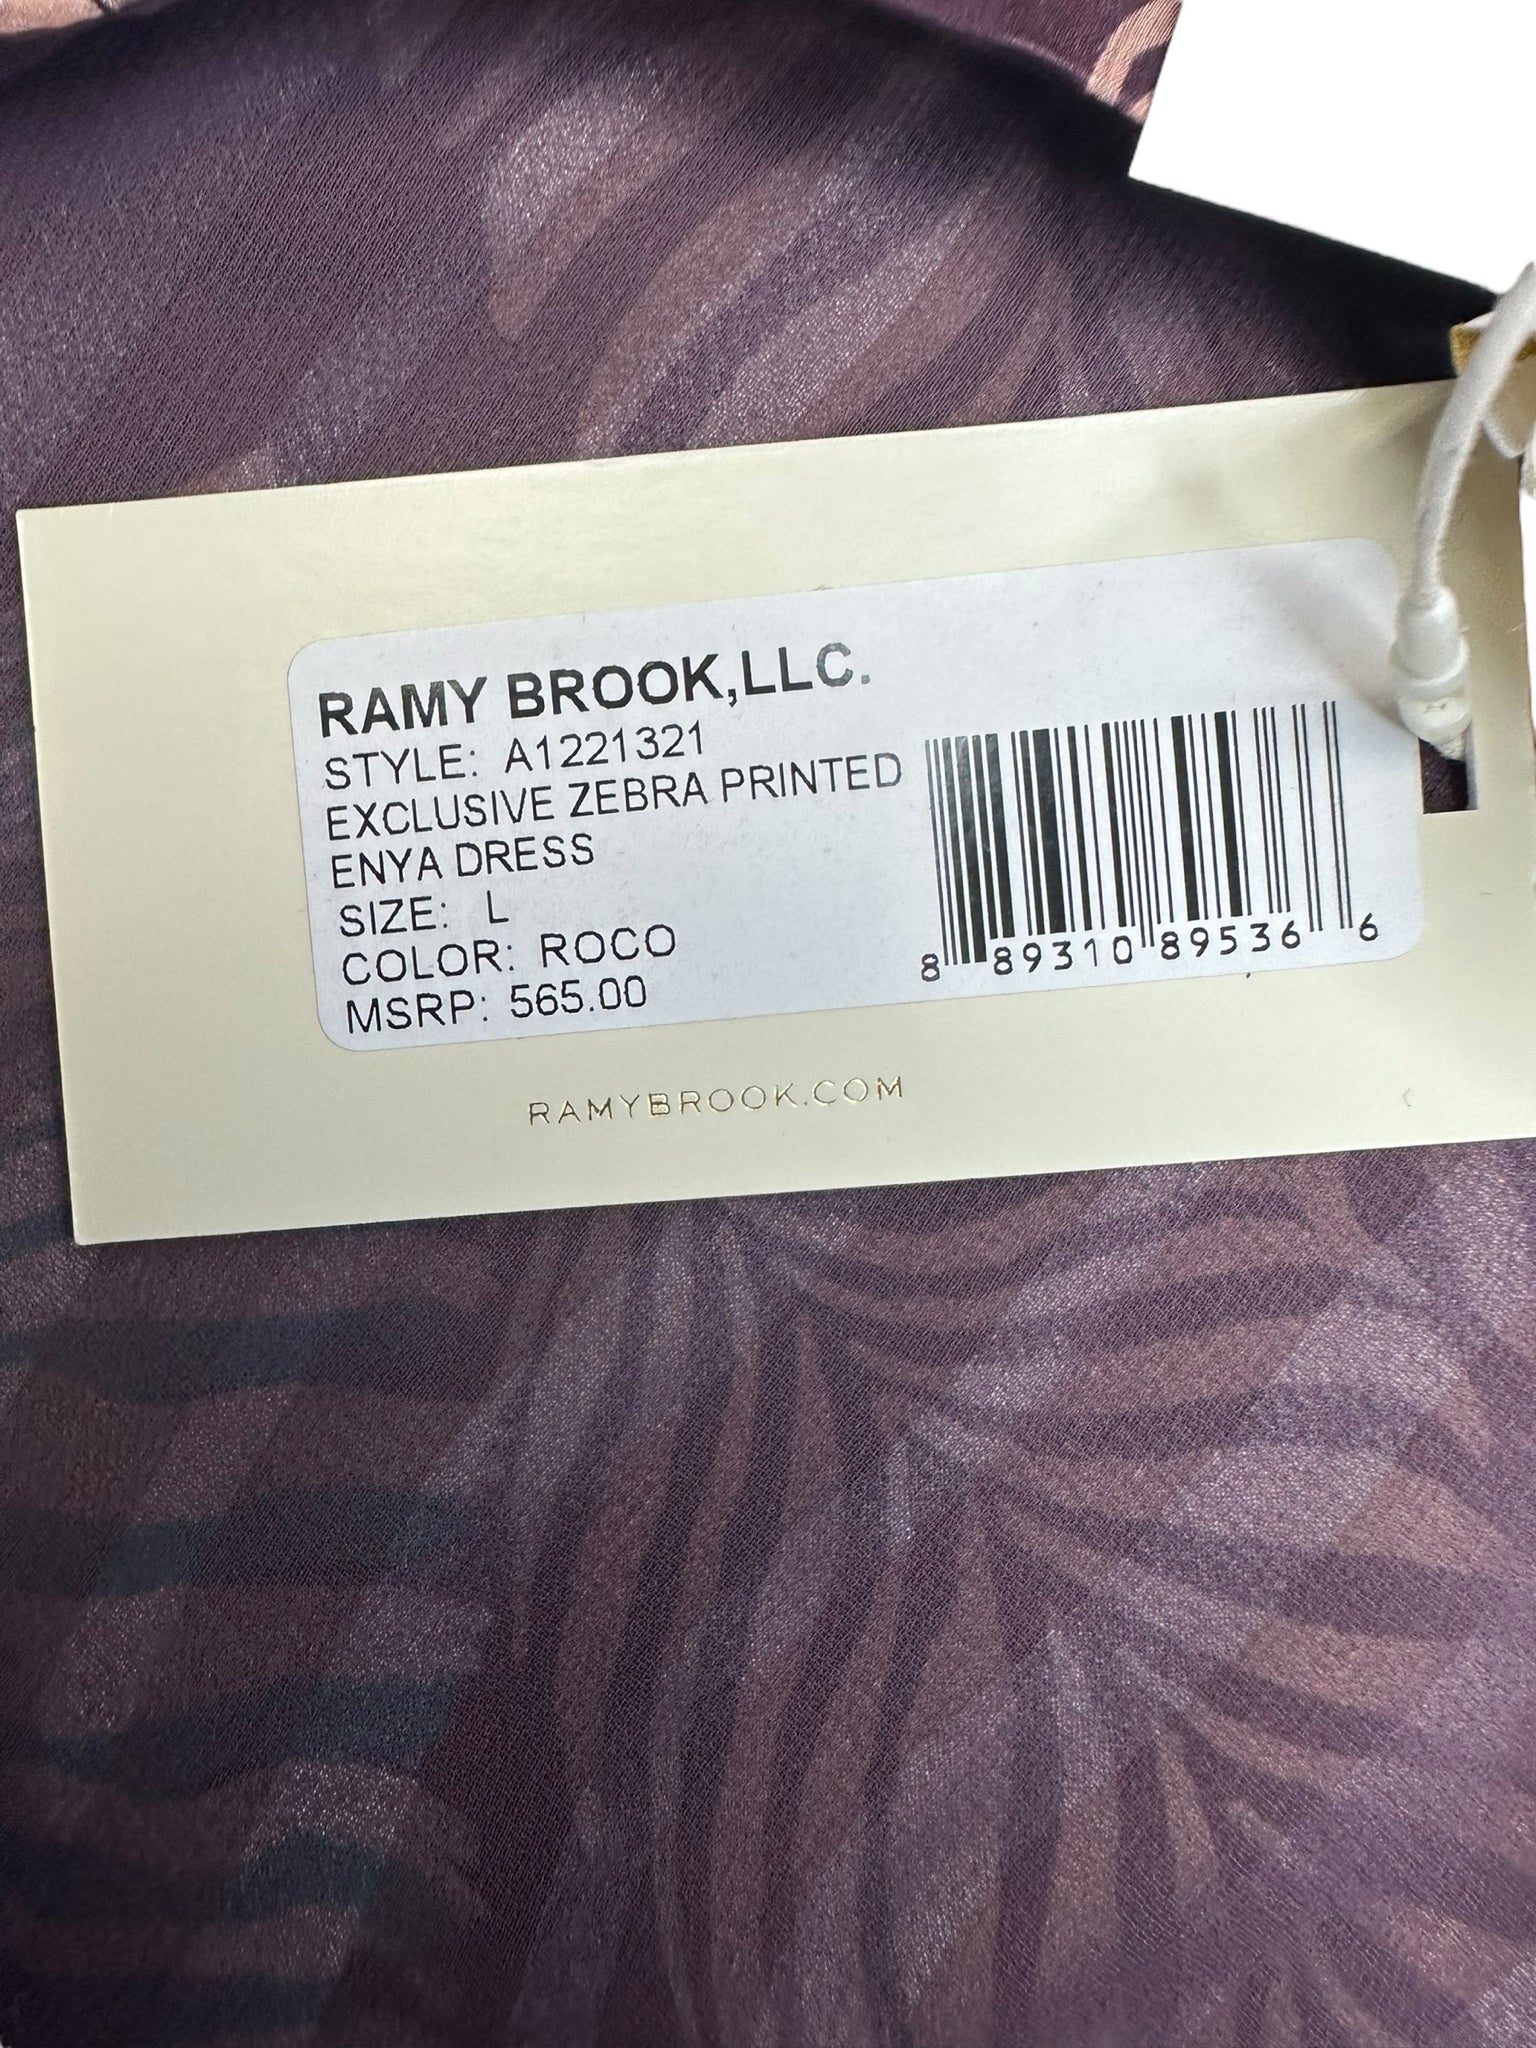 RAMY BROOK,LLC.
STYLE: A1221321
EXCLUSIVE ZEBRA PRINTED
ENYA DRESS
SIZE: L
COLOR: ROCO
MSRP: 565.00
8 89310 89536 6
RAMYBROOK.COM